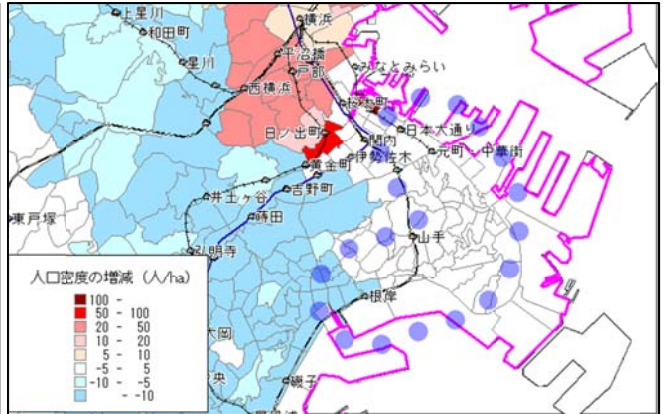 上星川
和田町
星川
横浜
平沼橋
戸部
みなとみらい
西横浜
桜木町
日ノ出町
関内
日本大通り
伊勢佐木
元町・中華街
黄金町
吉野町
井土ヶ谷
蒔田
東戸塚
弘明寺
山手
根岸
大岡
磯子
人口密度の増減 (人/ha)
100 -
50 - 100
20 - 50
10 - 20
5 - 10
-5 - 5
-10 - -5
- -10